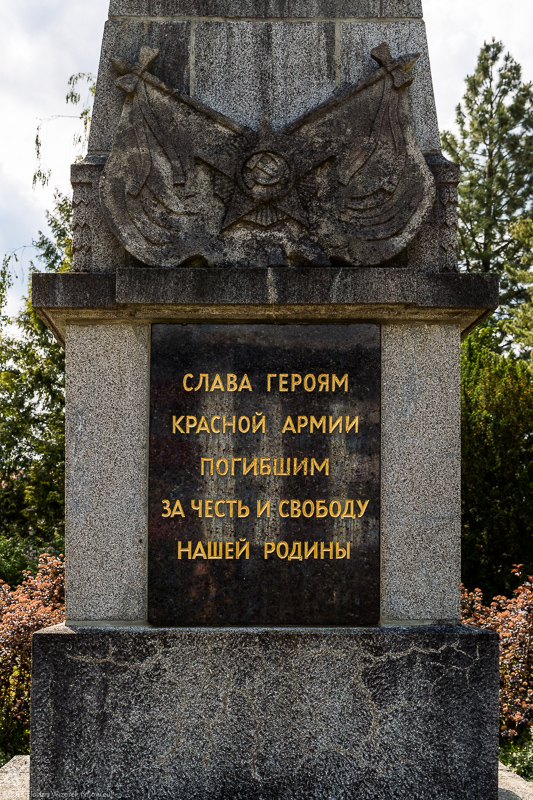 СЛАВА ГЕРОЯМ
КРАСНОЙ АРМИИ
ПОГИБШИМ
ЗА ЧЕСТЬ И СВОБОДУ
НАШЕЙ РОДИНЫ